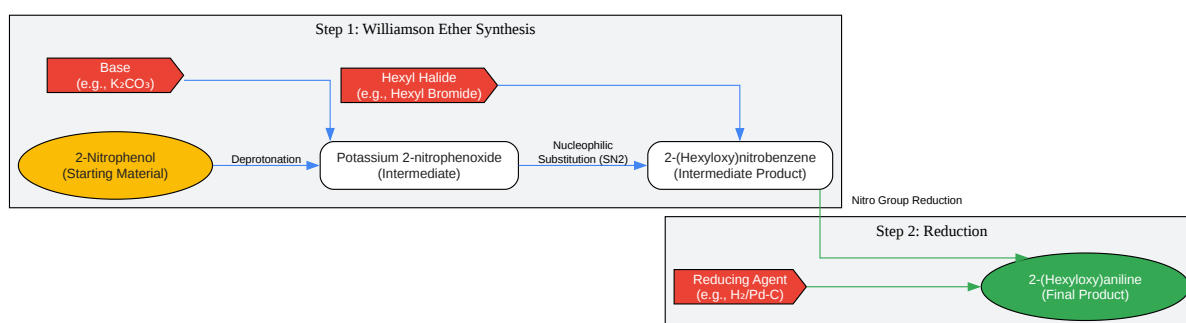 Step 1: Williamson Ether Synthesis
Base
(e.g., K₂CO₃)
Hexyl Halide
(e.g., Hexyl Bromide)
2-Nitrophenol
(Starting Material)
Deprotonation
Potassium 2-nitrophenoxide
(Intermediate)
Nucleophilic
Substitution (SN2)
2-(Hexyloxy)nitrobenzene
(Intermediate Product)
Nitro Group Reduction
Step 2: Reduction
Reducing Agent
(e.g., H₂/Pd-C)
2-(Hexyloxy)aniline
(Final Product)